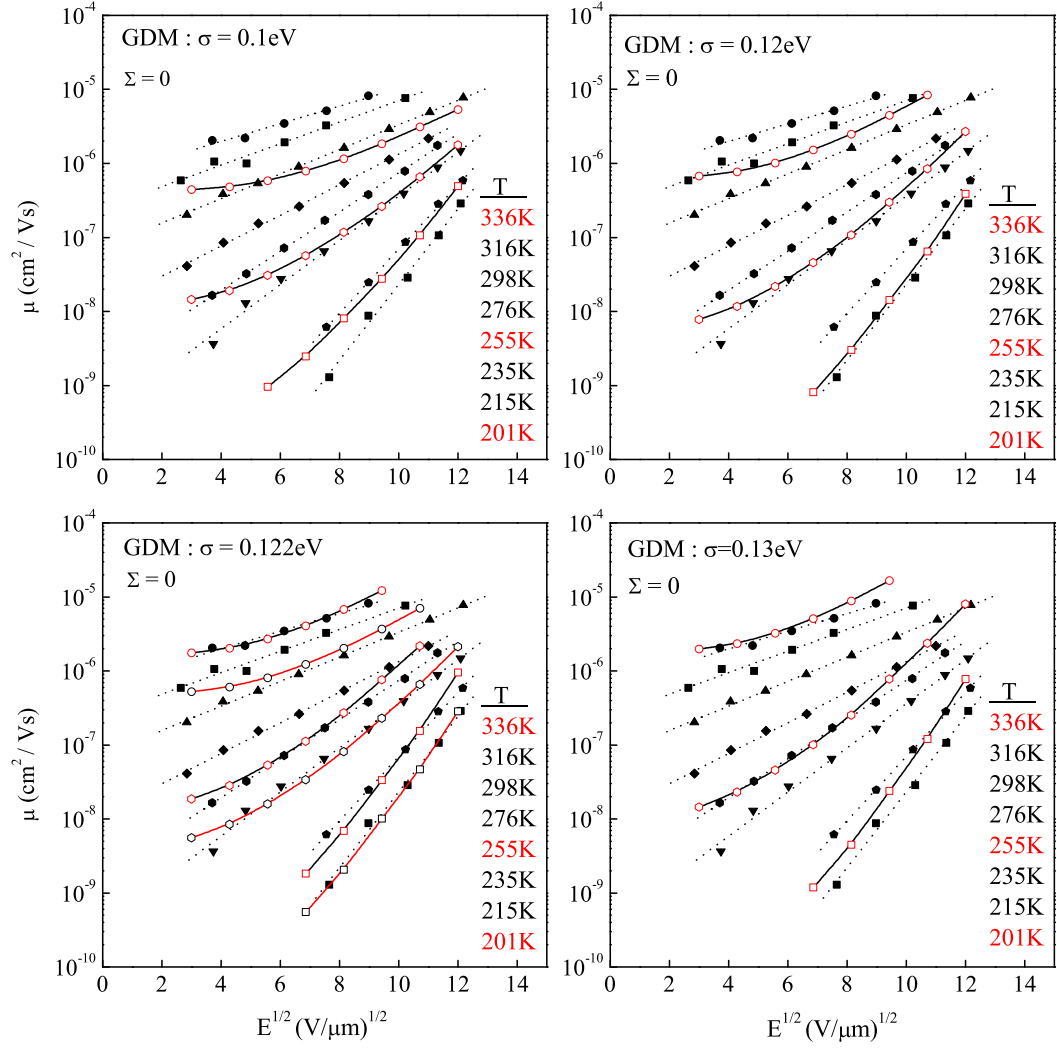 GDM : σ = 0.1eV
Σ = 0
10⁻⁴
10⁻⁵
10⁻⁶
10⁻⁷
10⁻⁸
10⁻⁹
10⁻¹⁰
μ (cm² / Vs)
0 2 4 6 8 10 12 14
T
336K
316K
298K
276K
255K
235K
215K
201K
GDM : σ = 0.12eV
Σ = 0
10⁻⁴
10⁻⁵
10⁻⁶
10⁻⁷
10⁻⁸
10⁻⁹
10⁻¹⁰
0 2 4 6 8 10 12 14
T
336K
316K
298K
276K
255K
235K
215K
201K
GDM : σ = 0.122eV
Σ = 0
10⁻⁴
10⁻⁵
10⁻⁶
10⁻⁷
10⁻⁸
10⁻⁹
10⁻¹⁰
μ (cm² / Vs)
0 2 4 6 8 10 12 14
E^1/2 (V/μm)^1/2
T
336K
316K
298K
276K
255K
235K
215K
201K
GDM : σ=0.13eV
Σ = 0
10⁻⁴
10⁻⁵
10⁻⁶
10⁻⁷
10⁻⁸
10⁻⁹
10⁻¹⁰
0 2 4 6 8 10 12 14
E^1/2 (V/μm)^1/2
T
336K
316K
298K
276K
255K
235K
215K
201K